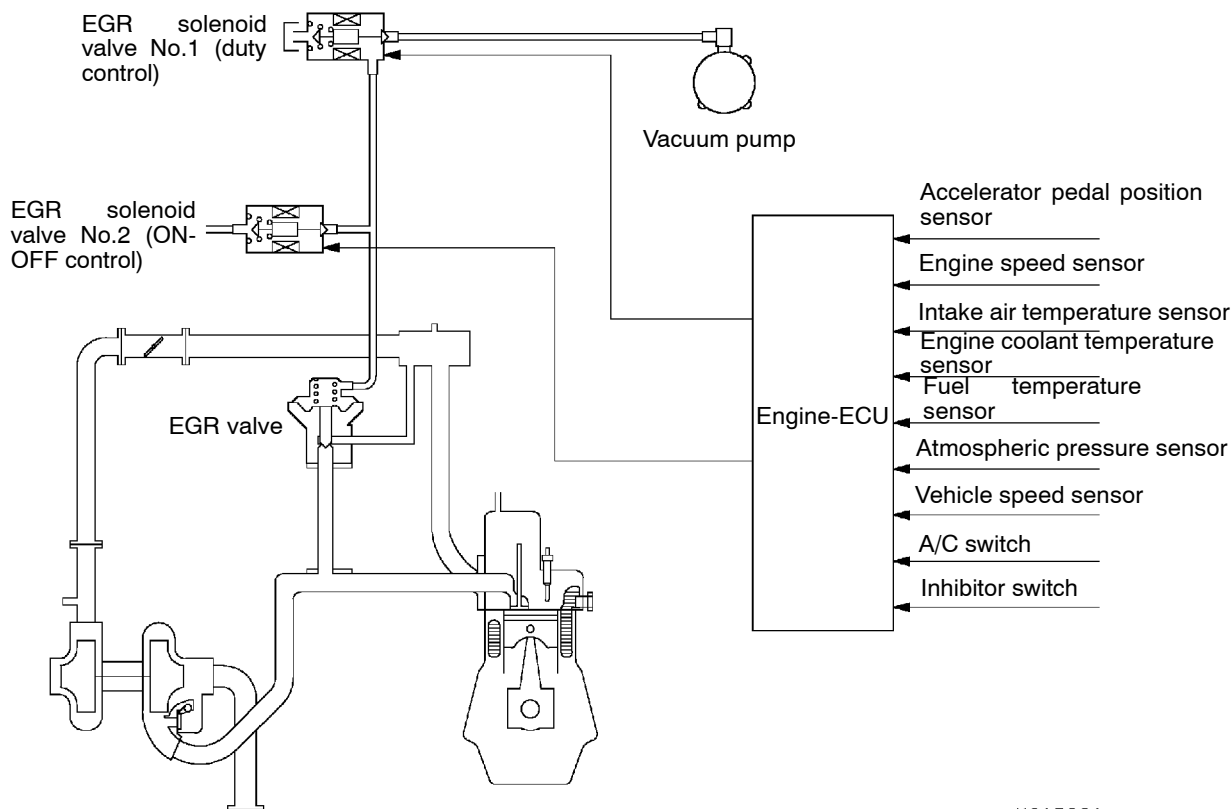 EGR solenoid
valve No.1 (duty
control)
Vacuum pump
EGR solenoid
valve No.2 (ON-
OFF control)
EGR valve
Engine-ECU
Accelerator pedal position
sensor
Engine speed sensor
Intake air temperature sensor
Engine coolant temperature
sensor
Fuel temperature
sensor
Atmospheric pressure sensor
Vehicle speed sensor
A/C switch
Inhibitor switch